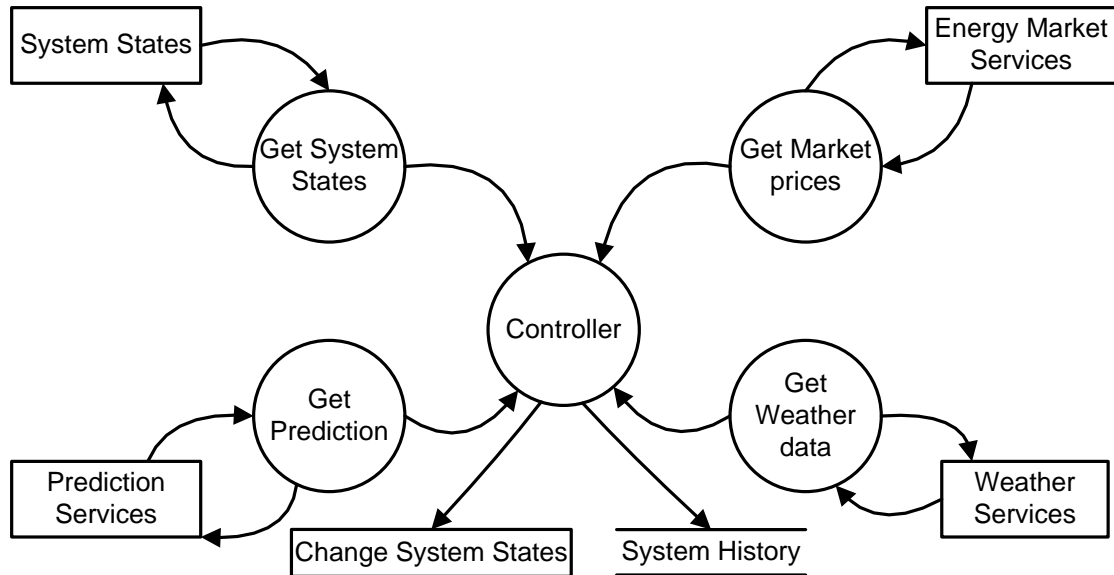 System States
Energy Market
Services
Get System
States
Get Market
prices
Controller
Get
Prediction
Get
Weather
data
Prediction
Services
Weather
Services
Change System States
System History